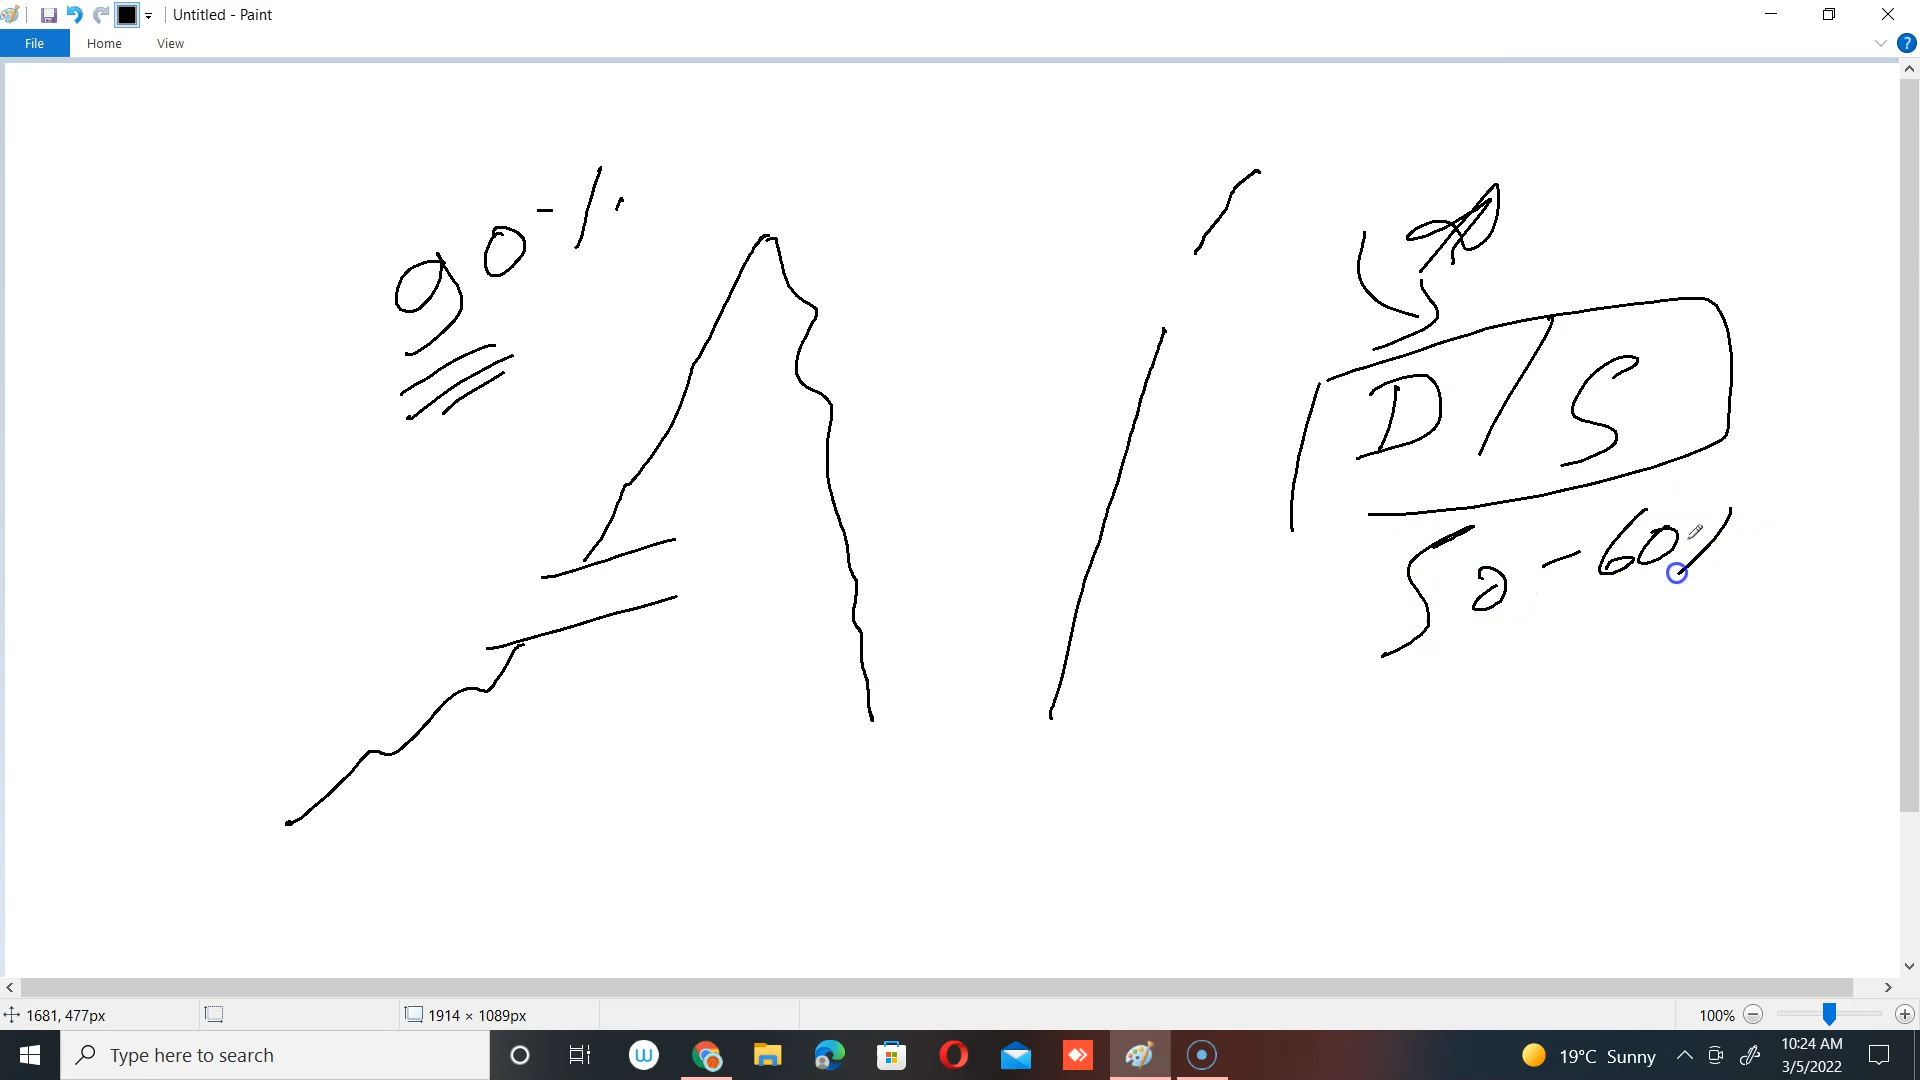 Untitled - Paint
File Home View
90%
D/S
50-60%
1681, 477px
1914 × 1089px
100%
Type here to search
19°C Sunny
10:24 AM
3/5/2022